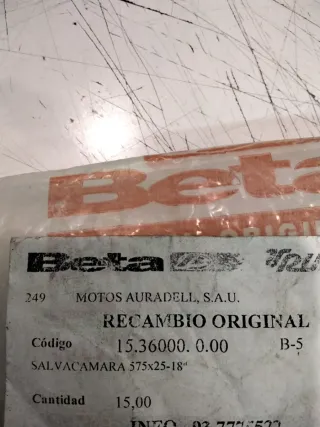 Beta
ORIGI
Beta
249 MOTOS AURADELL, S.A.U.
RECAMBIO ORIGINAL
Código 15.36000. 0.00 B-5
SALVACAMARA 575x25-18"
Cantidad 15,00